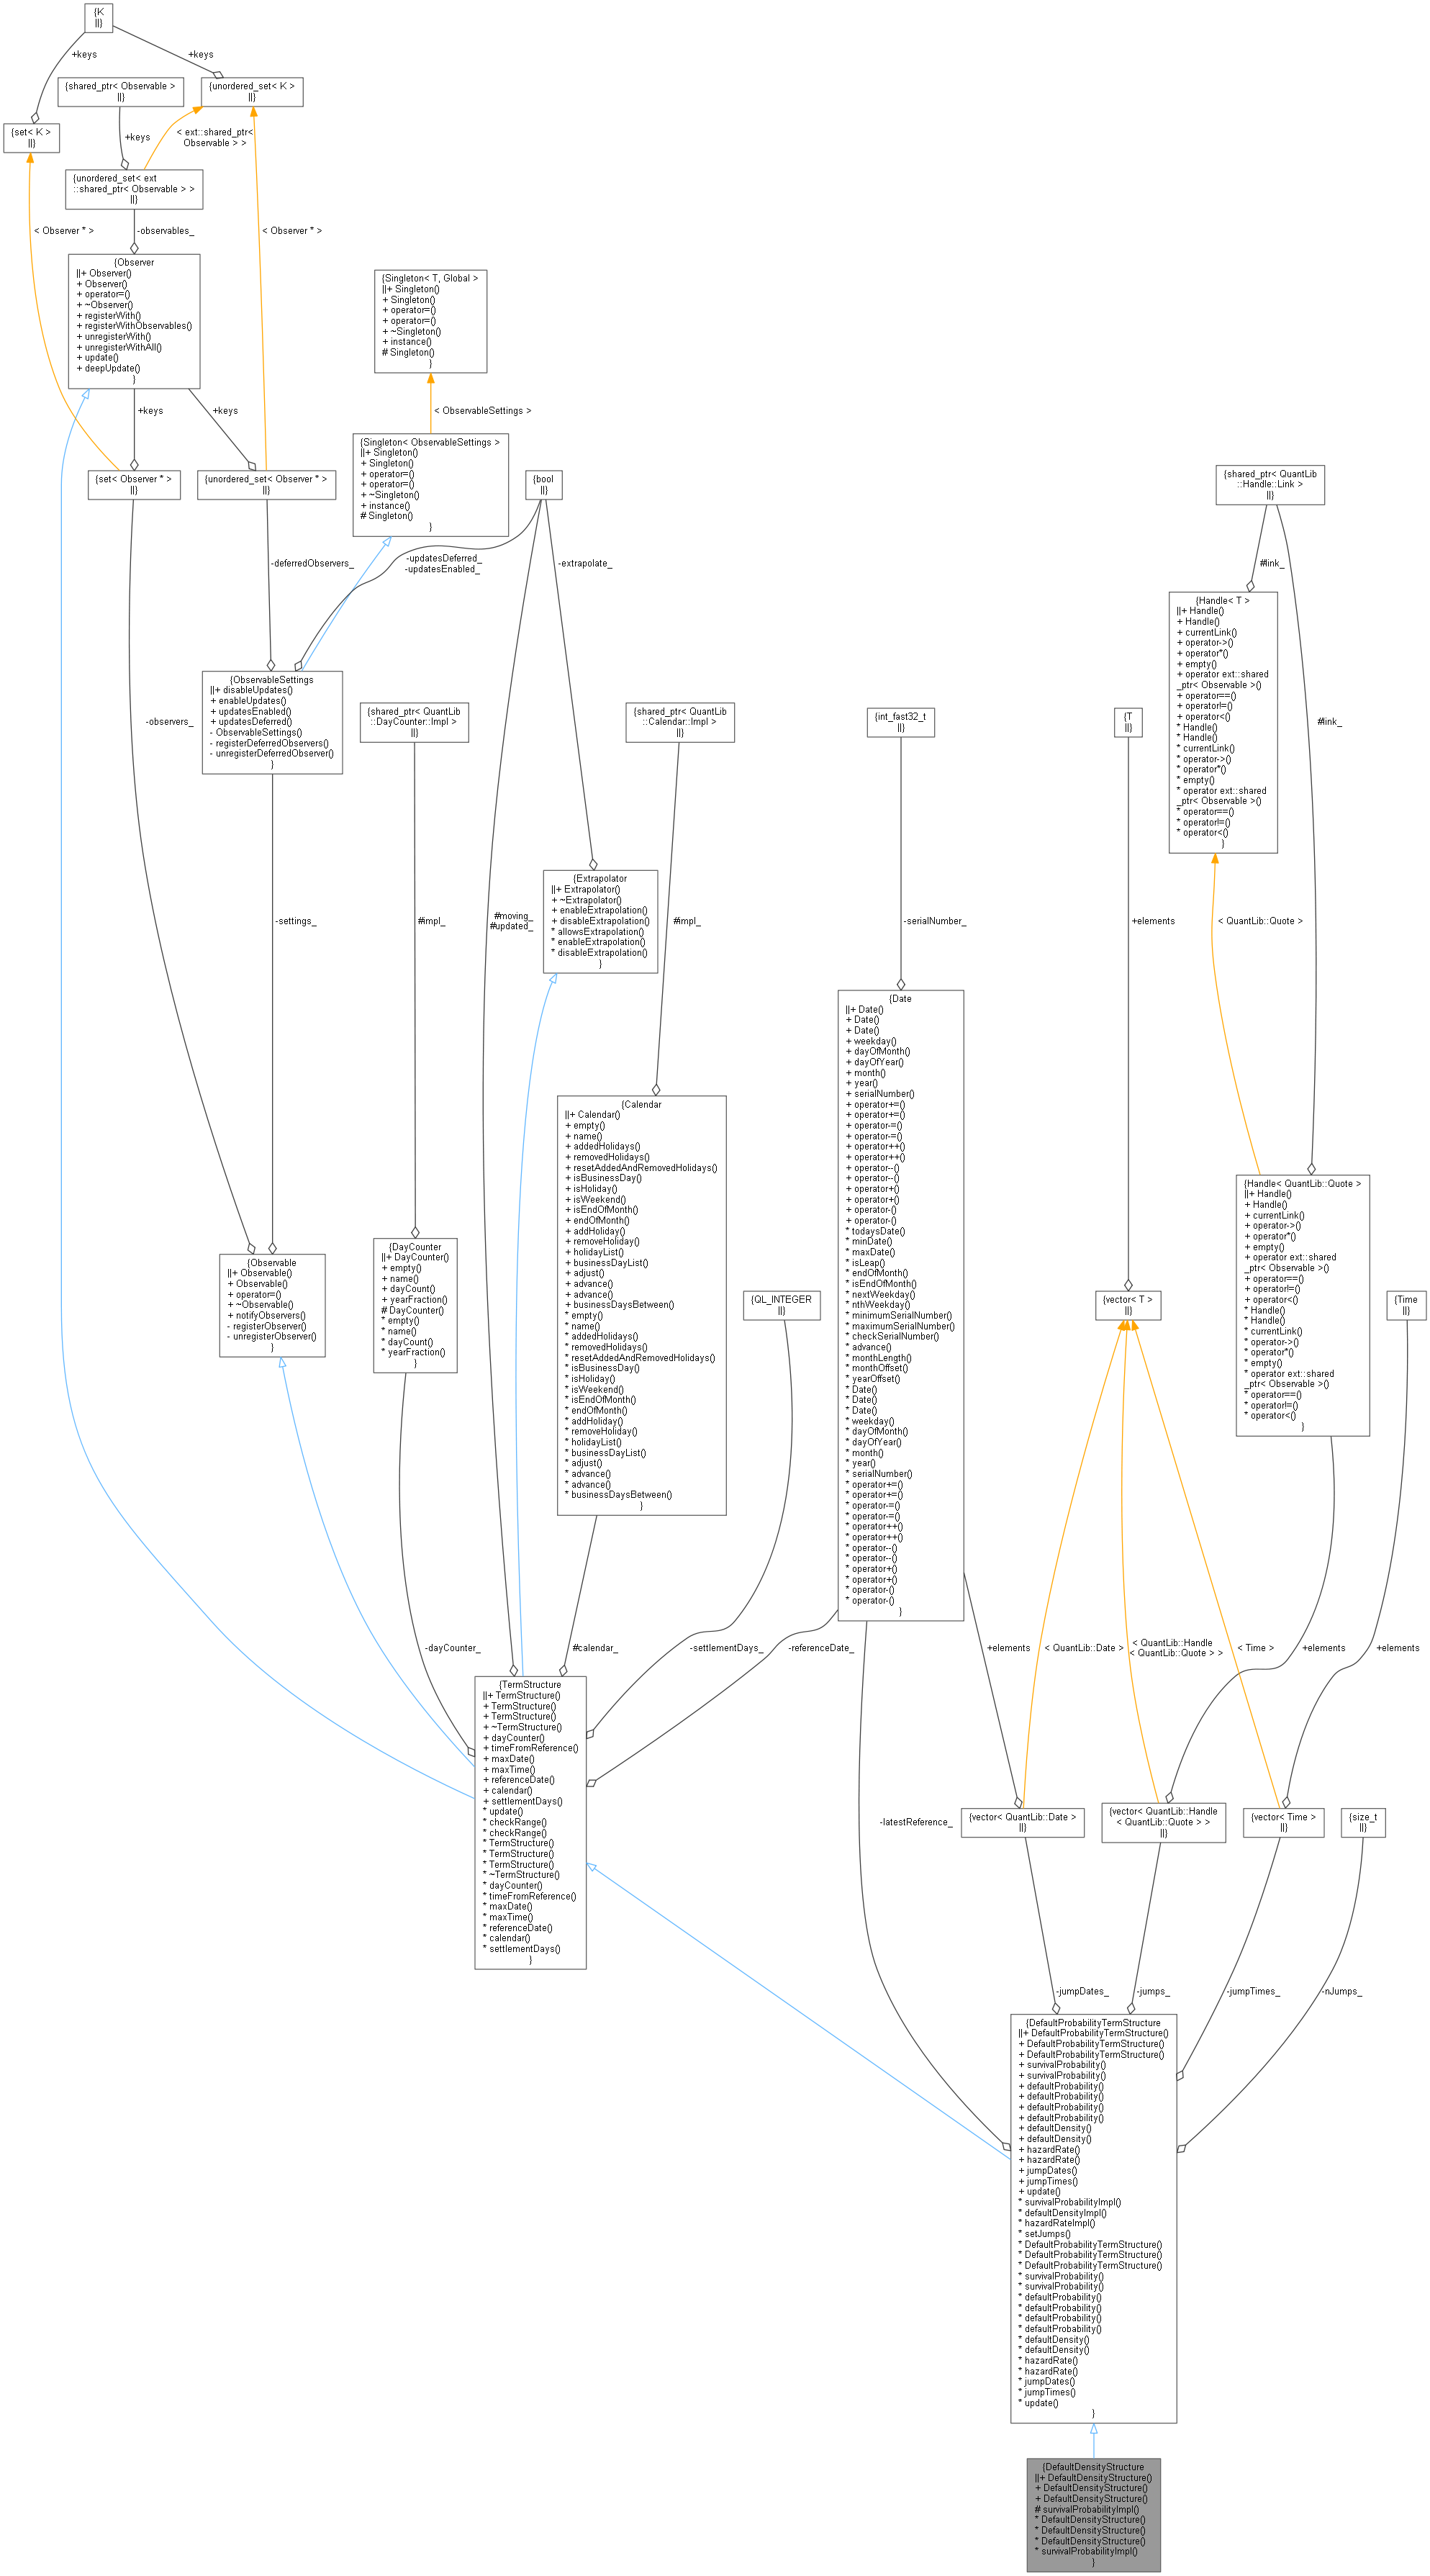 {K
||}
+keys
+keys
{shared_ptr< Observable >
||}
{unordered_set< K >
||}
{set< K >
||}
+keys
< ext::shared_ptr<
Observable > >
{unordered_set< ext
::shared_ptr< Observable > >
||}
< Observer * >
-observables_
< Observer * >
{Observer
||+ Observer()
+ Observer()
+ operator=()
+ ~Observer()
+ registerWith()
+ registerWithObservables()
+ unregisterWith()
+ unregisterWithAll()
+ update()
+ deepUpdate()
}
{Singleton< T, Global >
||+ Singleton()
+ Singleton()
+ operator=()
+ operator=()
+ ~Singleton()
+ instance()
# Singleton()
}
+keys
+keys
< ObservableSettings >
{set< Observer * >
||}
{unordered_set< Observer * >
||}
{Singleton< ObservableSettings >
||+ Singleton()
+ Singleton()
+ operator=()
+ operator=()
+ ~Singleton()
+ instance()
# Singleton()
}
{bool
||}
{shared_ptr< QuantLib
::Handle::Link >
||}
-deferredObservers_
-updatesDeferred_
-updatesEnabled_
-extrapolate_
#link_
{Handle< T >
||+ Handle()
+ Handle()
+ currentLink()
+ operator->()
+ operator*()
+ empty()
+ operator ext::shared
_ptr< Observable >()
+ operator==()
+ operator!=()
+ operator<()
* Handle()
* Handle()
* currentLink()
* operator->()
* operator*()
* empty()
* operator ext::shared
_ptr< Observable >()
* operator==()
* operator!=()
* operator<()
}
-observers_
{ObservableSettings
||+ disableUpdates()
+ enableUpdates()
+ updatesEnabled()
+ updatesDeferred()
- ObservableSettings()
- registerDeferredObservers()
- unregisterDeferredObserver()
}
{shared_ptr< QuantLib
::DayCounter::Impl >
||}
{shared_ptr< QuantLib
::Calendar::Impl >
||}
{int_fast32_t
||}
{T
||}
#link_
-settings_
#impl_
#moving_
#updated_
{Extrapolator
||+ Extrapolator()
+ ~Extrapolator()
+ enableExtrapolation()
+ disableExtrapolation()
* allowsExtrapolation()
* enableExtrapolation()
* disableExtrapolation()
}
#impl_
-serialNumber_
+elements
< QuantLib::Quote >
{Date
||+ Date()
+ Date()
+ Date()
+ weekday()
+ dayOfMonth()
+ dayOfYear()
+ month()
+ year()
+ serialNumber()
+ operator+=()
+ operator+=()
+ operator-=()
+ operator-=()
+ operator++()
+ operator++()
+ operator--()
+ operator--()
+ operator+()
+ operator+()
+ operator-()
+ operator-()
* todaysDate()
* minDate()
* maxDate()
* isLeap()
* endOfMonth()
* isEndOfMonth()
* nextWeekday()
* nthWeekday()
* minimumSerialNumber()
* maximumSerialNumber()
* checkSerialNumber()
* advance()
* monthLength()
* monthOffset()
* yearOffset()
* Date()
* Date()
* Date()
* weekday()
* dayOfMonth()
* dayOfYear()
* month()
* year()
* serialNumber()
* operator+=()
* operator+=()
* operator-=()
* operator-=()
* operator++()
* operator++()
* operator--()
* operator--()
* operator+()
* operator+()
* operator-()
* operator-()
}
{Calendar
||+ Calendar()
+ empty()
+ name()
+ addedHolidays()
+ removedHolidays()
+ resetAddedAndRemovedHolidays()
+ isBusinessDay()
+ isHoliday()
+ isWeekend()
+ isEndOfMonth()
+ endOfMonth()
+ addHoliday()
+ removeHoliday()
+ holidayList()
+ businessDayList()
+ adjust()
+ advance()
+ advance()
+ businessDaysBetween()
* empty()
* name()
* addedHolidays()
* removedHolidays()
* resetAddedAndRemovedHolidays()
* isBusinessDay()
* isHoliday()
* isWeekend()
* isEndOfMonth()
* endOfMonth()
* addHoliday()
* removeHoliday()
* holidayList()
* businessDayList()
* adjust()
* advance()
* advance()
* businessDaysBetween()
}
{Handle< QuantLib::Quote >
||+ Handle()
+ Handle()
+ currentLink()
+ operator->()
+ operator*()
+ empty()
+ operator ext::shared
_ptr< Observable >()
+ operator==()
+ operator!=()
+ operator<()
* Handle()
* Handle()
* currentLink()
* operator->()
* operator*()
* empty()
* operator ext::shared
_ptr< Observable >()
* operator==()
* operator!=()
* operator<()
}
{Observable
||+ Observable()
+ Observable()
+ operator=()
+ ~Observable()
+ notifyObservers()
- registerObserver()
- unregisterObserver()
}
{DayCounter
||+ DayCounter()
+ empty()
+ name()
+ dayCount()
+ yearFraction()
# DayCounter()
* empty()
* name()
* dayCount()
* yearFraction()
}
{QL_INTEGER
||}
{vector< T >
||}
{Time
||}
-dayCounter_
#calendar_
-settlementDays_
-referenceDate_
+elements
< QuantLib::Date >
< QuantLib::Handle
< QuantLib::Quote > >
< Time >
+elements
+elements
{TermStructure
||+ TermStructure()
+ TermStructure()
+ TermStructure()
+ ~TermStructure()
+ dayCounter()
+ timeFromReference()
+ maxDate()
+ maxTime()
+ referenceDate()
+ calendar()
+ settlementDays()
* update()
* checkRange()
* checkRange()
* TermStructure()
* TermStructure()
* TermStructure()
* ~TermStructure()
* dayCounter()
* timeFromReference()
* maxDate()
* maxTime()
* referenceDate()
* calendar()
* settlementDays()
}
-latestReference_
{vector< QuantLib::Date >
||}
{vector< QuantLib::Handle
< QuantLib::Quote > >
||}
{vector< Time >
||}
{size_t
||}
-jumpDates_
-jumps_
-jumpTimes_
-nJumps_
{DefaultProbabilityTermStructure
||+ DefaultProbabilityTermStructure()
+ DefaultProbabilityTermStructure()
+ DefaultProbabilityTermStructure()
+ survivalProbability()
+ survivalProbability()
+ defaultProbability()
+ defaultProbability()
+ defaultProbability()
+ defaultProbability()
+ defaultDensity()
+ defaultDensity()
+ hazardRate()
+ hazardRate()
+ jumpDates()
+ jumpTimes()
+ update()
* survivalProbabilityImpl()
* defaultDensityImpl()
* hazardRateImpl()
* setJumps()
* DefaultProbabilityTermStructure()
* DefaultProbabilityTermStructure()
* DefaultProbabilityTermStructure()
* survivalProbability()
* survivalProbability()
* defaultProbability()
* defaultProbability()
* defaultProbability()
* defaultProbability()
* defaultDensity()
* defaultDensity()
* hazardRate()
* hazardRate()
* jumpDates()
* jumpTimes()
* update()
}
{DefaultDensityStructure
||+ DefaultDensityStructure()
+ DefaultDensityStructure()
+ DefaultDensityStructure()
# survivalProbabilityImpl()
* DefaultDensityStructure()
* DefaultDensityStructure()
* DefaultDensityStructure()
* survivalProbabilityImpl()
}